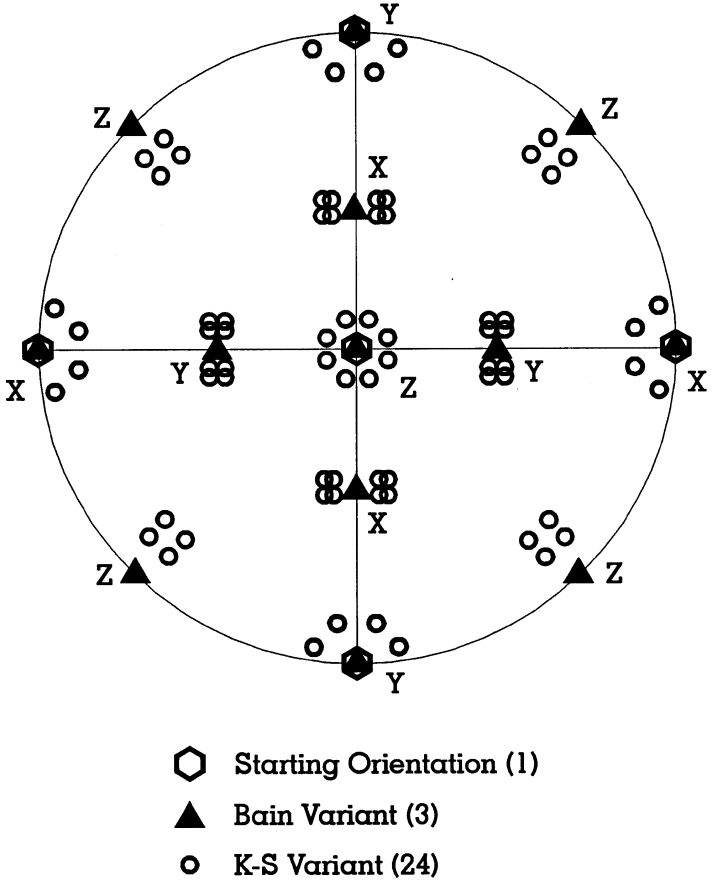 Y
Z
Z
X
Y
Y
X
Z
X
X
Z
Z
Y
Starting Orientation (1)
Bain Variant (3)
K-S Variant (24)